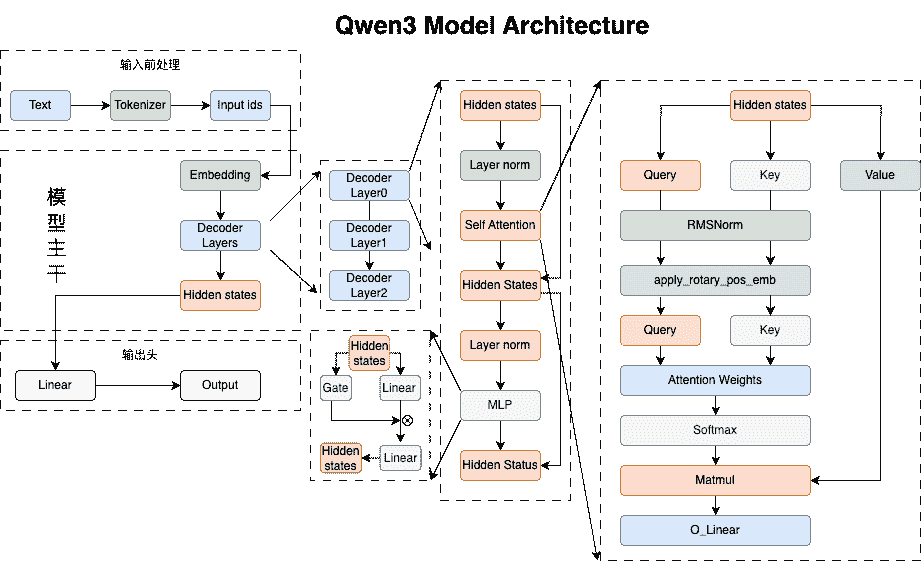 Qwen3 Model Architecture
输入前处理
Text
Tokenizer
Input ids
模
型
主
干
Embedding
Decoder
Layers
Hidden states
输出头
Linear
Output
Decoder
Layer0
Decoder
Layer1
Decoder
Layer2
Hidden
states
Gate
Linear
Linear
Hidden
states
Hidden states
Layer norm
Self Attention
Hidden States
Layer norm
MLP
Hidden Status
Hidden states
Query
Key
Value
RMSNorm
apply_rotary_pos_emb
Query
Key
Attention Weights
Softmax
Matmul
O_Linear